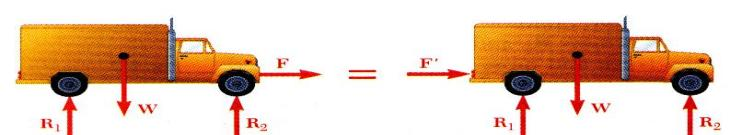 F = F'
W W
R₁ R₂ R₁ R₂